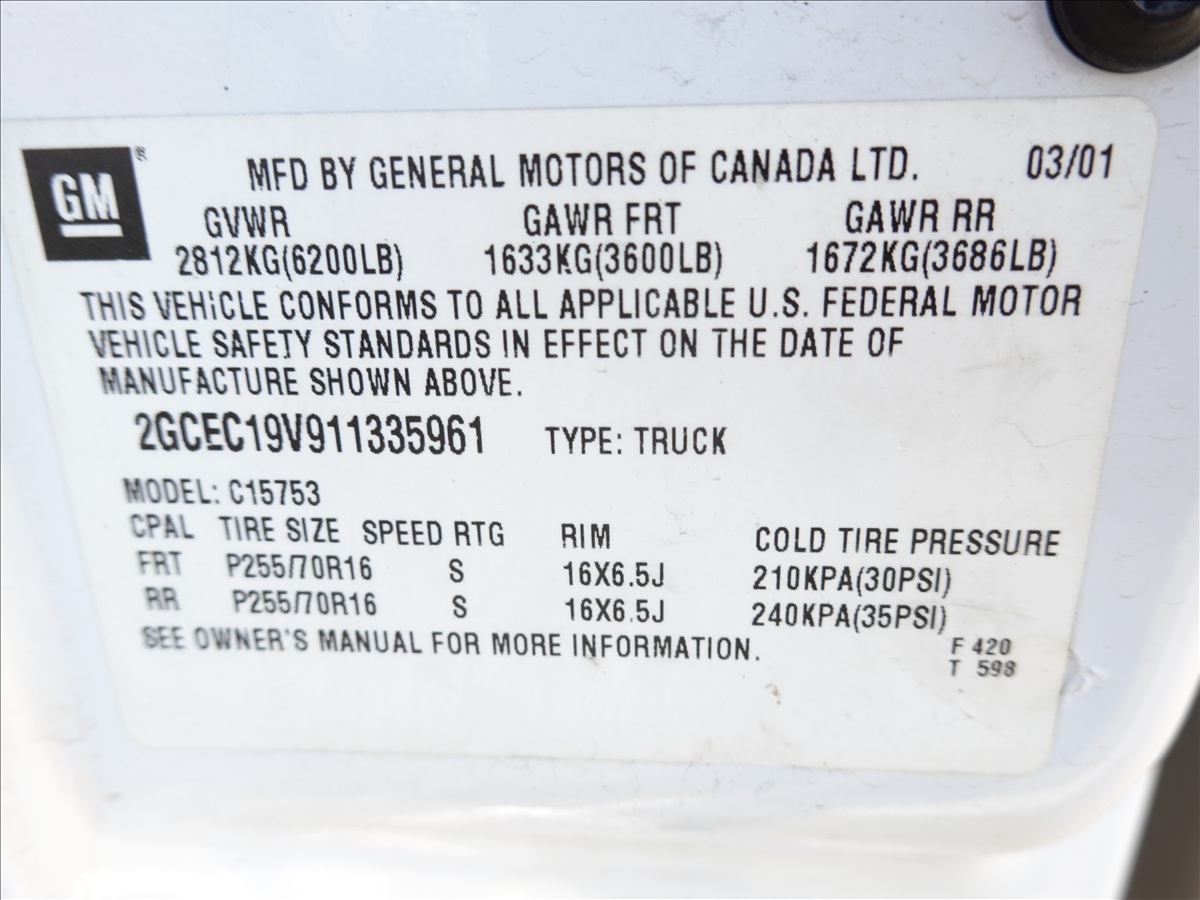 GM ®
MFD BY GENERAL MOTORS OF CANADA LTD. 03/01
GVWR GAWR FRT GAWR RR
2812KG(6200LB) 1633KG(3600LB) 1672KG(3686LB)
THIS VEHICLE CONFORMS TO ALL APPLICABLE U.S. FEDERAL MOTOR
VEHICLE SAFETY STANDARDS IN EFFECT ON THE DATE OF
MANUFACTURE SHOWN ABOVE.
2GCEC19V911335961 TYPE: TRUCK
MODEL: C15753
CPAL TIRE SIZE SPEED RTG RIM COLD TIRE PRESSURE
FRT P255/70R16 S 16X6.5J 210KPA(30PSI)
RR P255/70R16 S 16X6.5J 240KPA(35PSI)
SEE OWNER'S MANUAL FOR MORE INFORMATION.
F 420
T 598